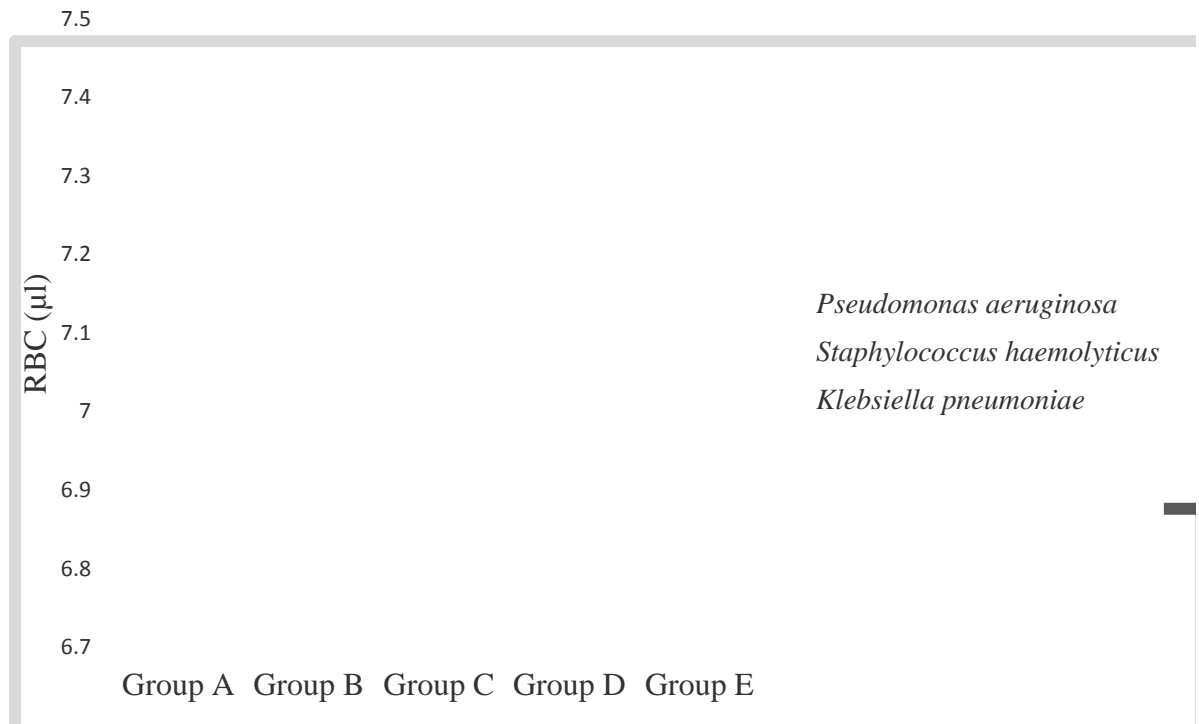 7.5
7.4
7.3
7.2
7.1
7
6.9
6.8
6.7
RBC (µl)
Group A Group B Group C Group D Group E
Pseudomonas aeruginosa
Staphylococcus haemolyticus
Klebsiella pneumoniae